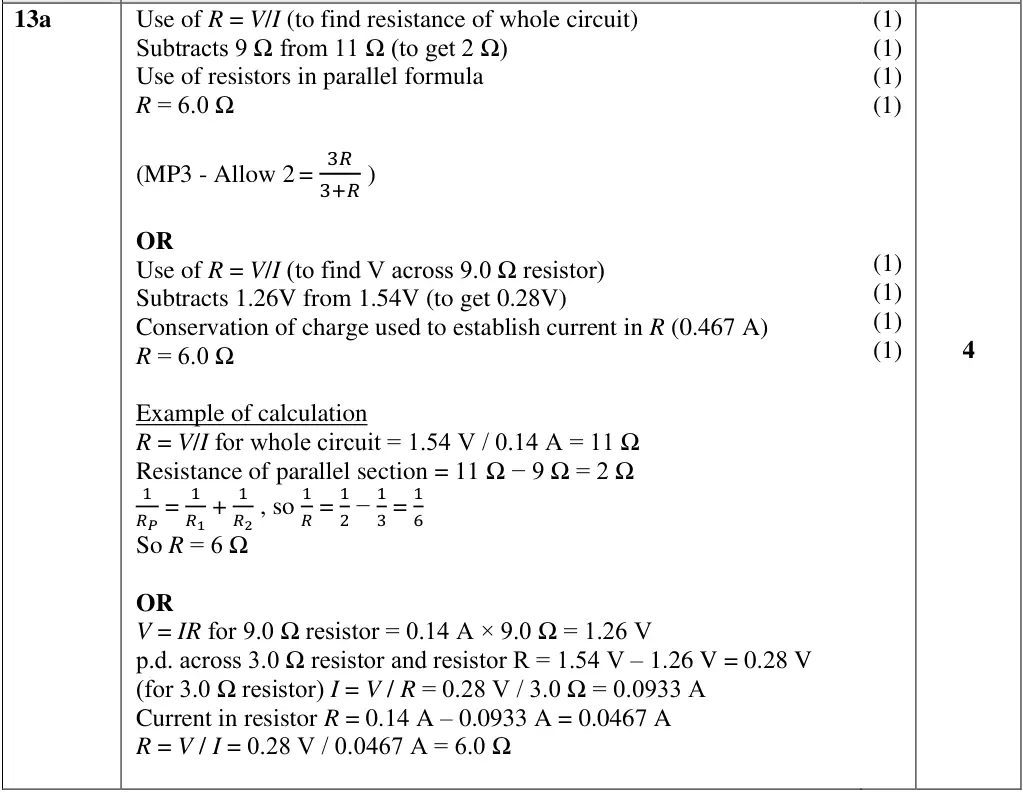 13a
Use of R = V/I (to find resistance of whole circuit) (1)
Subtracts 9 Ω from 11 Ω (to get 2 Ω) (1)
Use of resistors in parallel formula (1)
R = 6.0 Ω (1)
(MP3 - Allow 2 = 3R/3+R )
OR
Use of R = V/I (to find V across 9.0 Ω resistor) (1)
Subtracts 1.26V from 1.54V (to get 0.28V) (1)
Conservation of charge used to establish current in R (0.467 A) (1)
R = 6.0 Ω (1) 4
Example of calculation
R = V/I for whole circuit = 1.54 V / 0.14 A = 11 Ω
Resistance of parallel section = 11 Ω − 9 Ω = 2 Ω
1/R_P = 1/R_1 + 1/R_2 , so 1/R = 1/2 − 1/3 = 1/6
So R = 6 Ω
OR
V = IR for 9.0 Ω resistor = 0.14 A × 9.0 Ω = 1.26 V
p.d. across 3.0 Ω resistor and resistor R = 1.54 V – 1.26 V = 0.28 V
(for 3.0 Ω resistor) I = V / R = 0.28 V / 3.0 Ω = 0.0933 A
Current in resistor R = 0.14 A – 0.0933 A = 0.0467 A
R = V / I = 0.28 V / 0.0467 A = 6.0 Ω